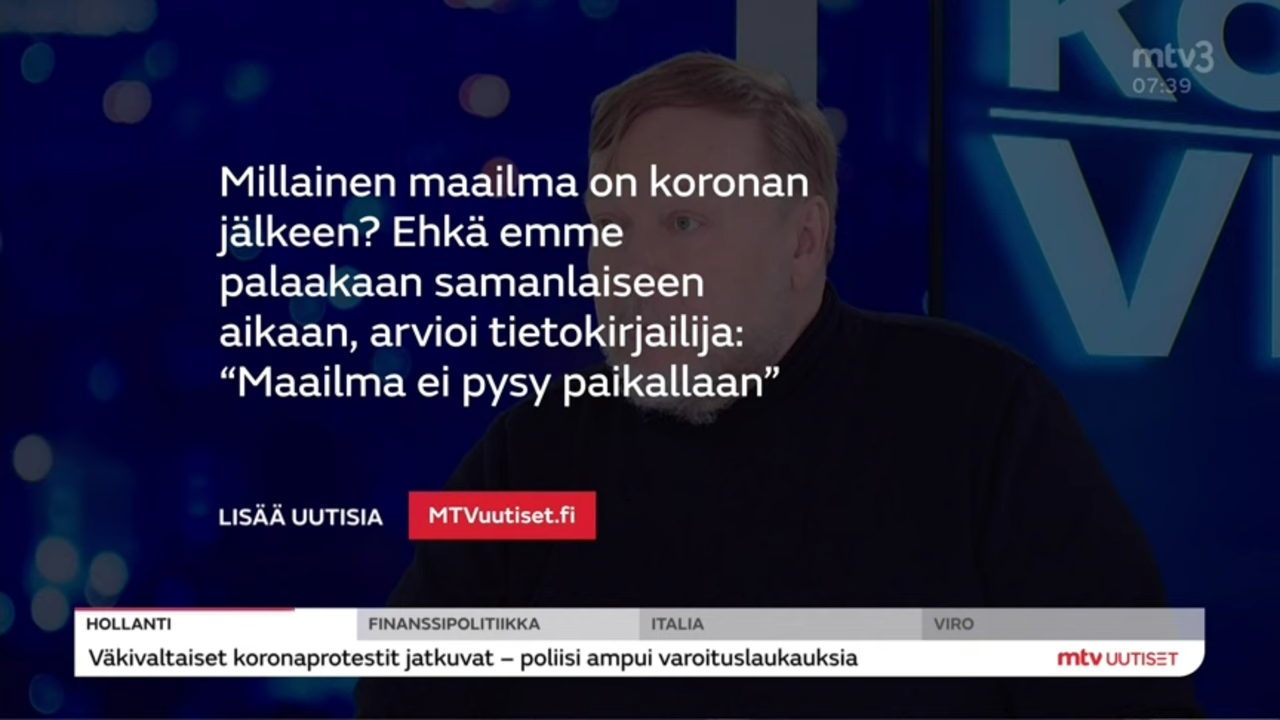 mtv3
07:39
KO
V
Millainen maailma on koronan
jälkeen? Ehkä emme
palaakaan samanlaiseen
aikaan, arvioi tietokirjailija:
“Maailma ei pysy paikallaan”
LISÄÄ UUTISIA MTVuutiset.fi
HOLLANTI FINANSSIPOLITIIKKA ITALIA VIRO
Väkivaltaiset koronaprotestit jatkuvat – poliisi ampui varoituslaukauksia mtv UUTISET